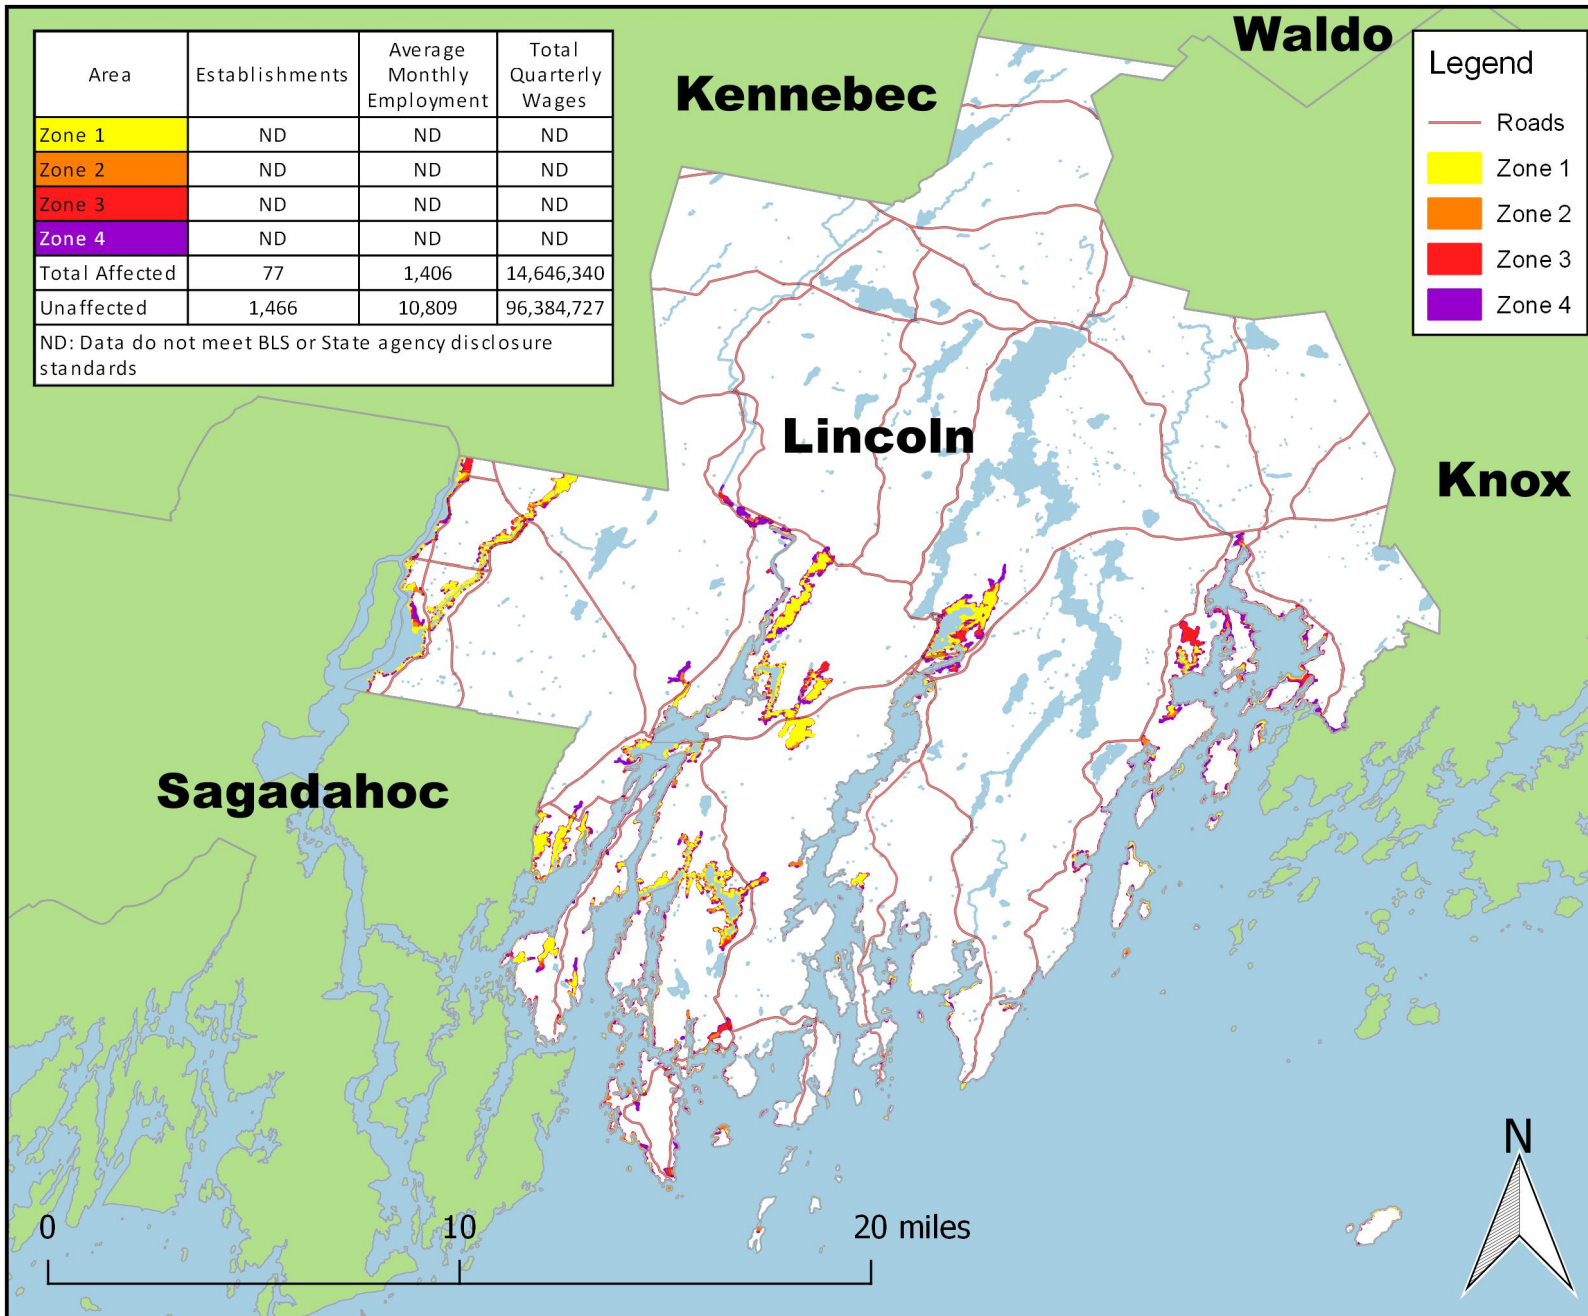 Waldo
Kennebec
Lincoln
Knox
Sagadahoc
Area Establishments Average Monthly Employment Total Quarterly Wages
Zone 1 ND ND ND
Zone 2 ND ND ND
Zone 3 ND ND ND
Zone 4 ND ND ND
Total Affected 77 1,406 14,646,340
Unaffected 1,466 10,809 96,384,727
ND: Data do not meet BLS or State agency disclosure
standards
Legend
Roads
Zone 1
Zone 2
Zone 3
Zone 4
N
0 10 20 miles